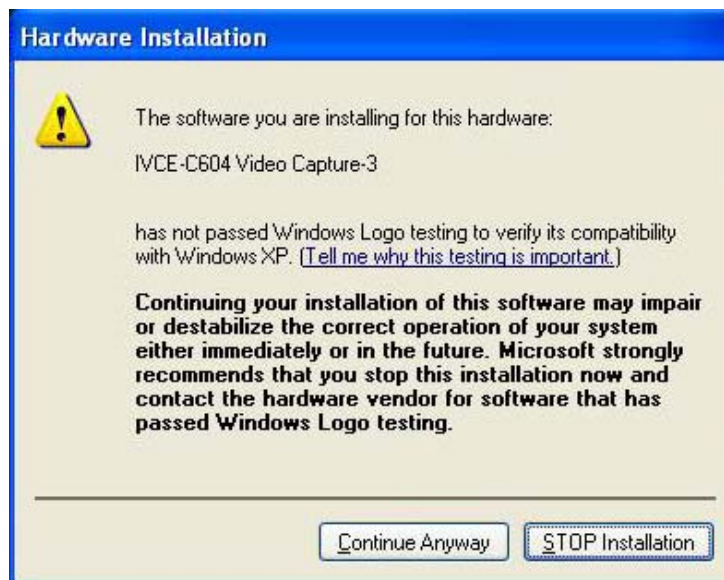 Hardware Installation
The software you are installing for this hardware:
IVCE-C604 Video Capture-3
has not passed Windows Logo testing to verify its compatibility
with Windows XP. (Tell me why this testing is important.)
Continuing your installation of this software may impair
or destabilize the correct operation of your system
either immediately or in the future. Microsoft strongly
recommends that you stop this installation now and
contact the hardware vendor for software that has
passed Windows Logo testing.
Continue Anyway
STOP Installation